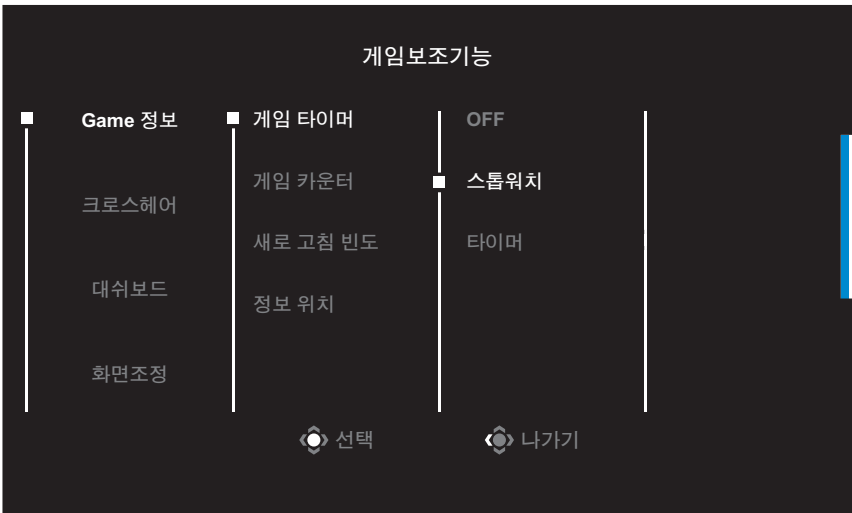 게임보조기능
Game 정보
크로스헤어
대쉬보드
화면조정
게임 타이머
게임 카운터
새로 고침 빈도
정보 위치
OFF
스톱워치
타이머
선택
나가기